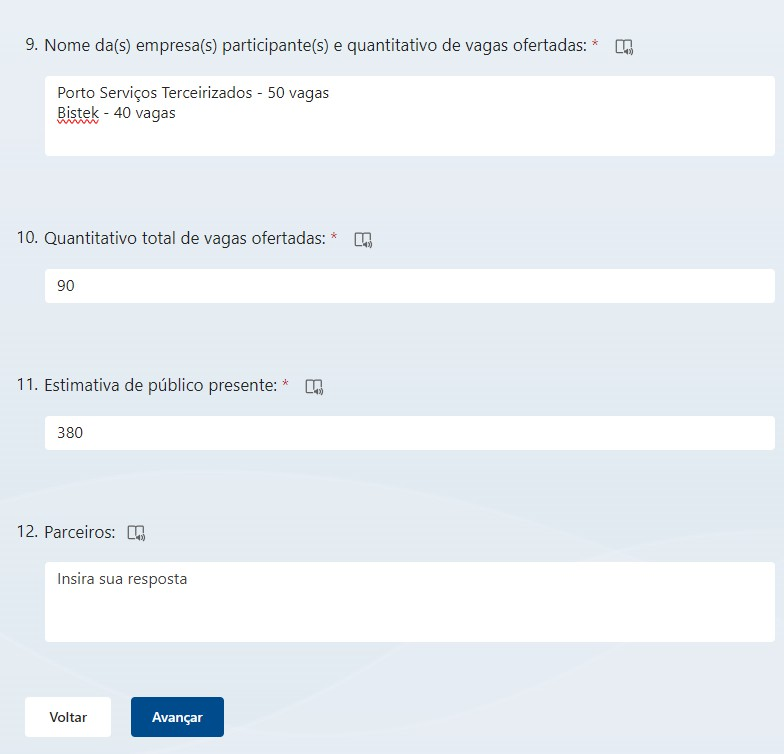 9. Nome da(s) empresa(s) participante(s) e quantitativo de vagas ofertadas: *
Porto Serviços Terceirizados - 50 vagas
Bistek - 40 vagas
10. Quantitativo total de vagas ofertadas: *
90
11. Estimativa de público presente: *
380
12. Parceiros:
Insira sua resposta
Voltar
Avançar